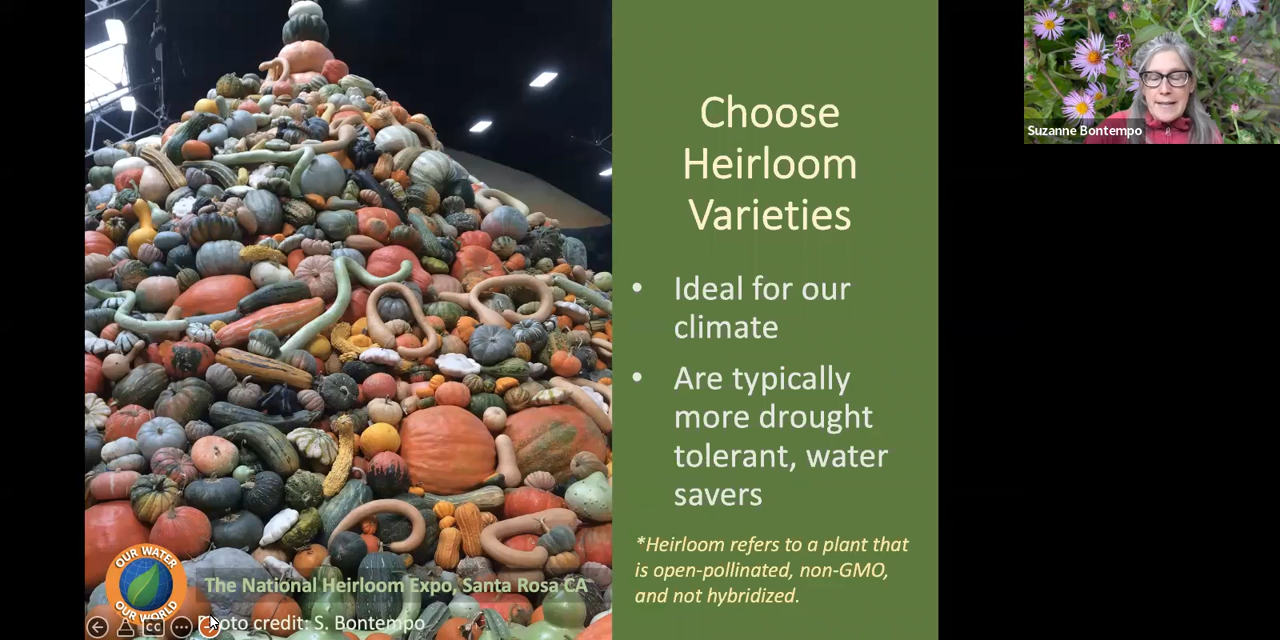 Choose
Heirloom
Varieties
• Ideal for our
climate
• Are typically
more drought
tolerant, water
savers
*Heirloom refers to a plant that
is open-pollinated, non-GMO,
and not hybridized.
OUR WATER
OUR WORLD
The National Heirloom Expo, Santa Rosa CA
Photo credit: S. Bontempo
CC
Suzanne Bontempo